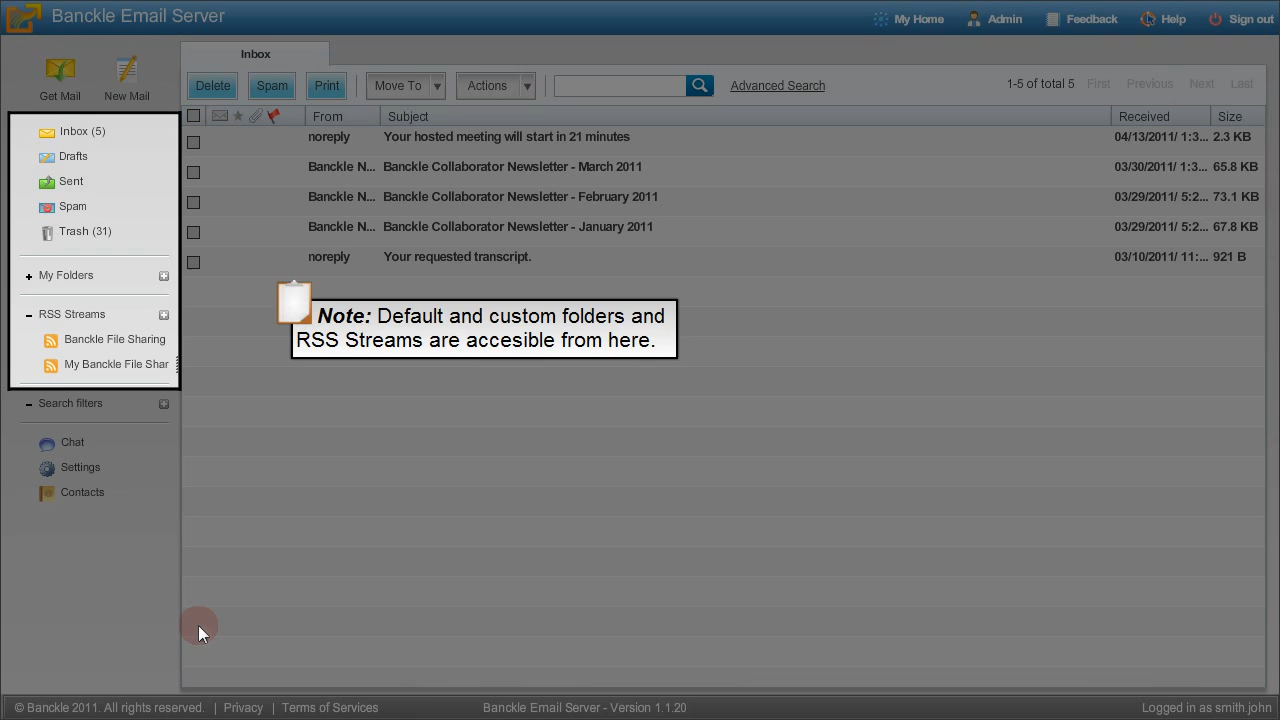 Banckle Email Server
My Home Admin Feedback Help Sign out
Get Mail New Mail
Inbox (5)
Drafts
Sent
Spam
Trash (31)
My Folders
RSS Streams
Banckle File Sharing
My Banckle File Shar
Search filters
Chat
Settings
Contacts
Inbox
Delete Spam Print Move To Actions Advanced Search 1-5 of total 5 First Previous Next Last
From Subject Received Size
noreply Your hosted meeting will start in 21 minutes 04/13/2011/ 1:3... 2.3 KB
Banckle N... Banckle Collaborator Newsletter - March 2011 03/30/2011/ 1:3... 65.8 KB
Banckle N... Banckle Collaborator Newsletter - February 2011 03/29/2011/ 5:2... 73.1 KB
Banckle N... Banckle Collaborator Newsletter - January 2011 03/29/2011/ 5:2... 67.8 KB
noreply Your requested transcript. 03/10/2011/ 11:... 921 B
Note: Default and custom folders and
RSS Streams are accesible from here.
© Banckle 2011. All rights reserved. | Privacy | Terms of Services Banckle Email Server - Version 1.1.20 Logged in as smith.john